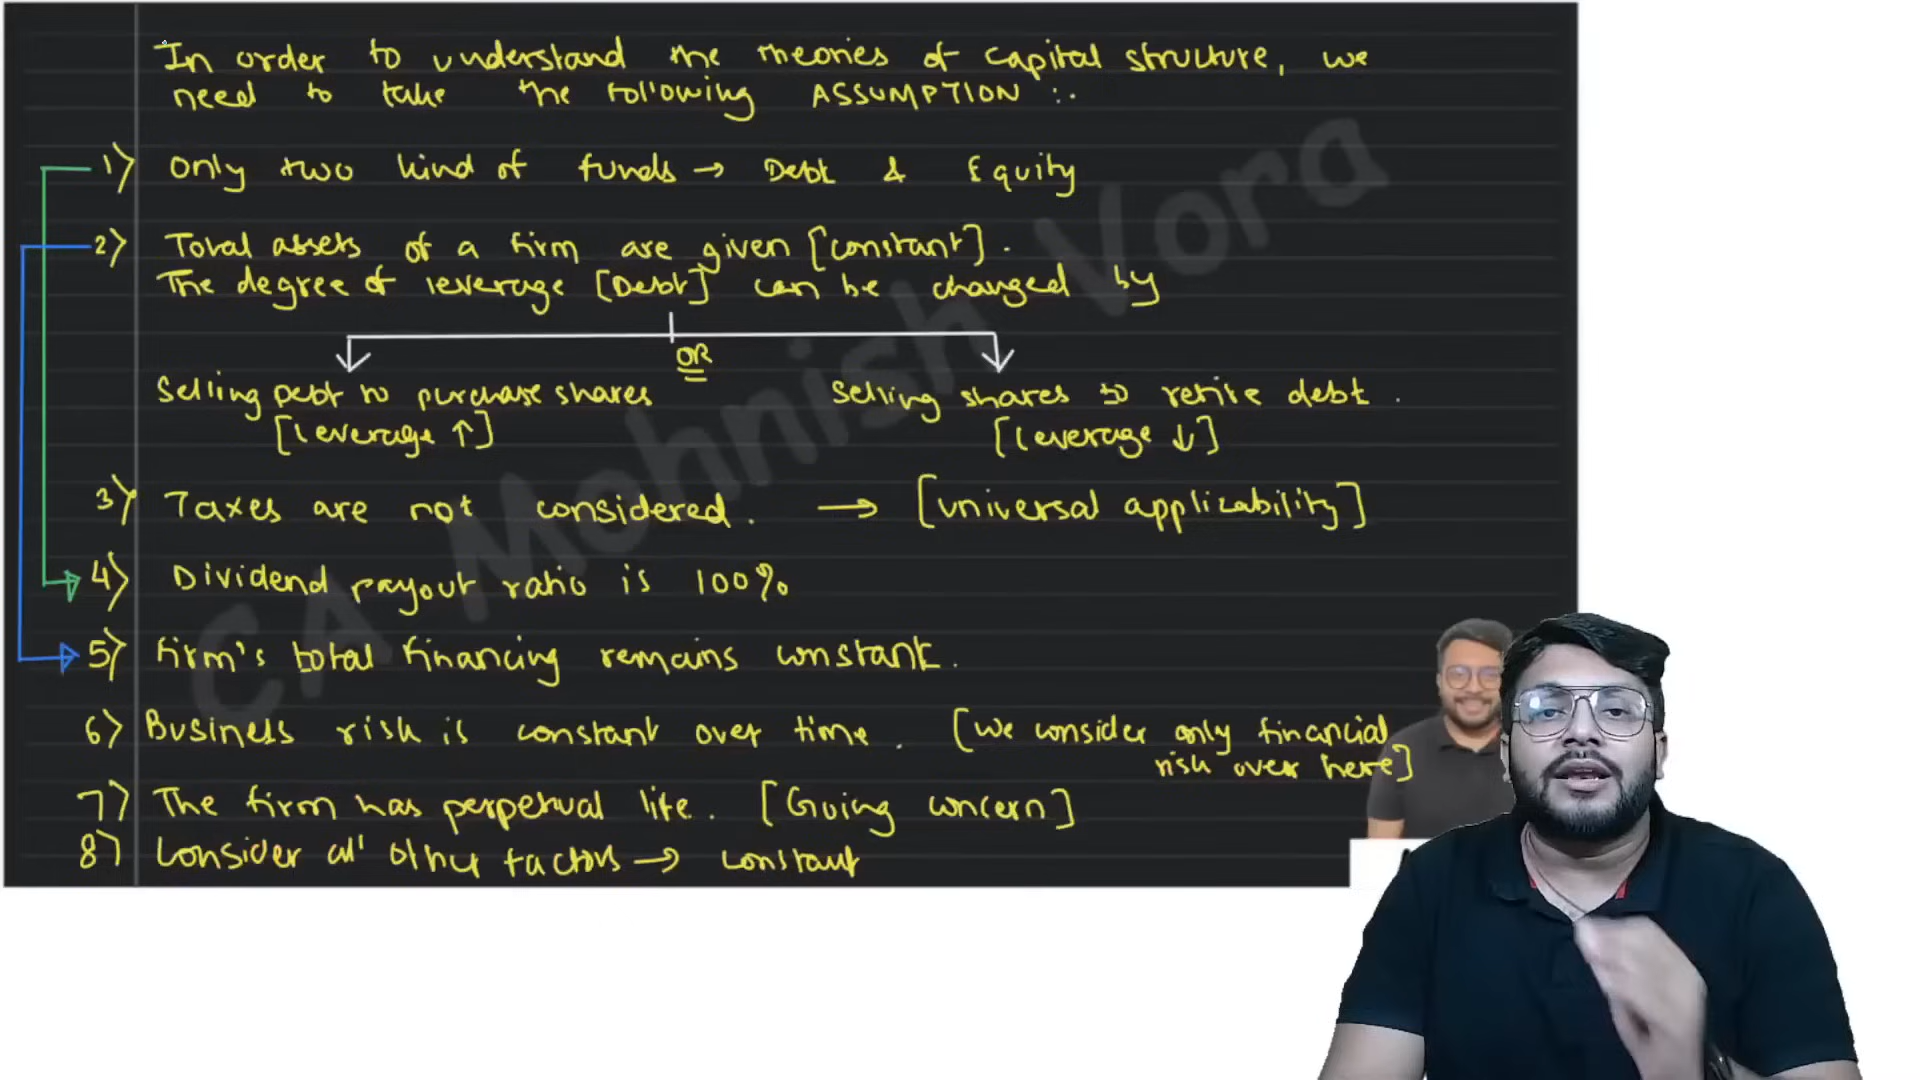 In order to understand the theories of capital structure, we
need to take the following ASSUMPTION :.
1) Only two kind of funds → Debt & Equity
2) Total assets of a firm are given [constant].
The degree of leverage [Debt] can be changed by
OR
Selling Debt to purchase shares
[leverage ↑]
Selling shares to retire debt.
[leverage ↓]
3) Taxes are not considered. → [universal applicability]
4) Dividend payout ratio is 100%
5) Firm's total financing remains constant.
6) Business risk is constant over time. [We consider only financial
risk over here]
7) The firm has perpetual life. [Going concern]
8) Consider all other factors → constant
CA Mohnish Vora